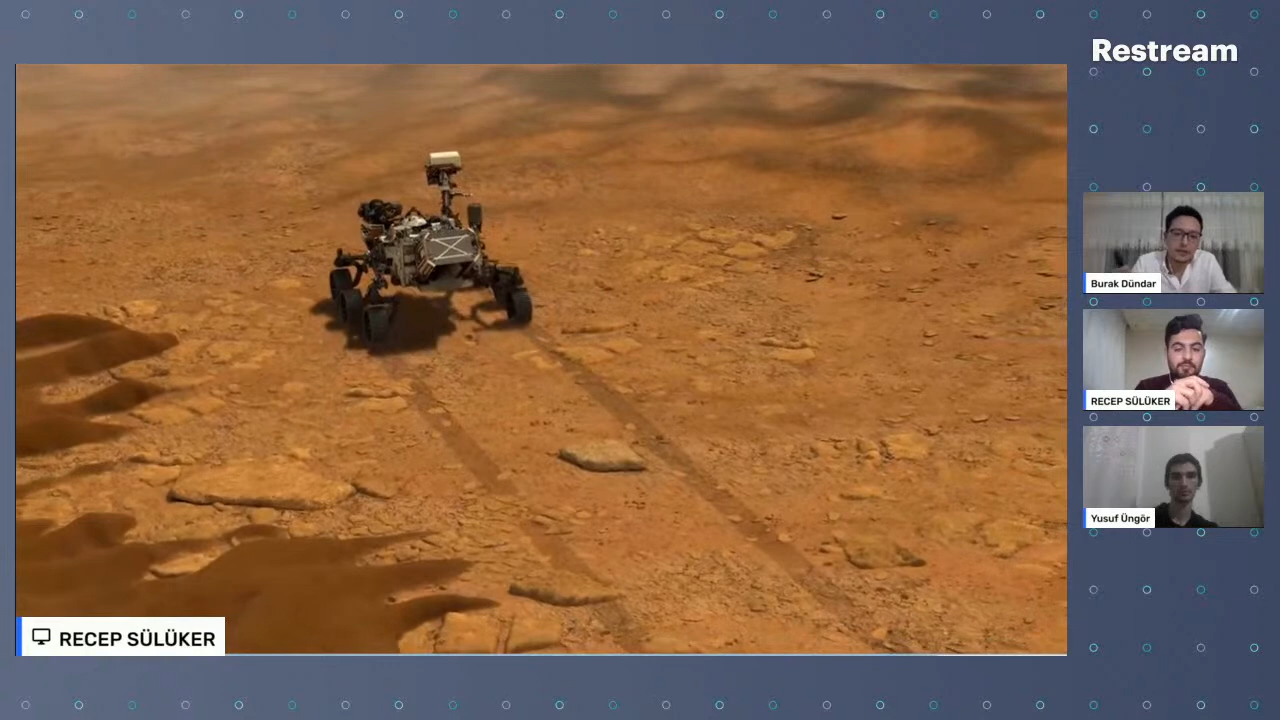 Restream
Burak Dündar
RECEP SÜLÜKER
Yusuf Üngör
RECEP SÜLÜKER